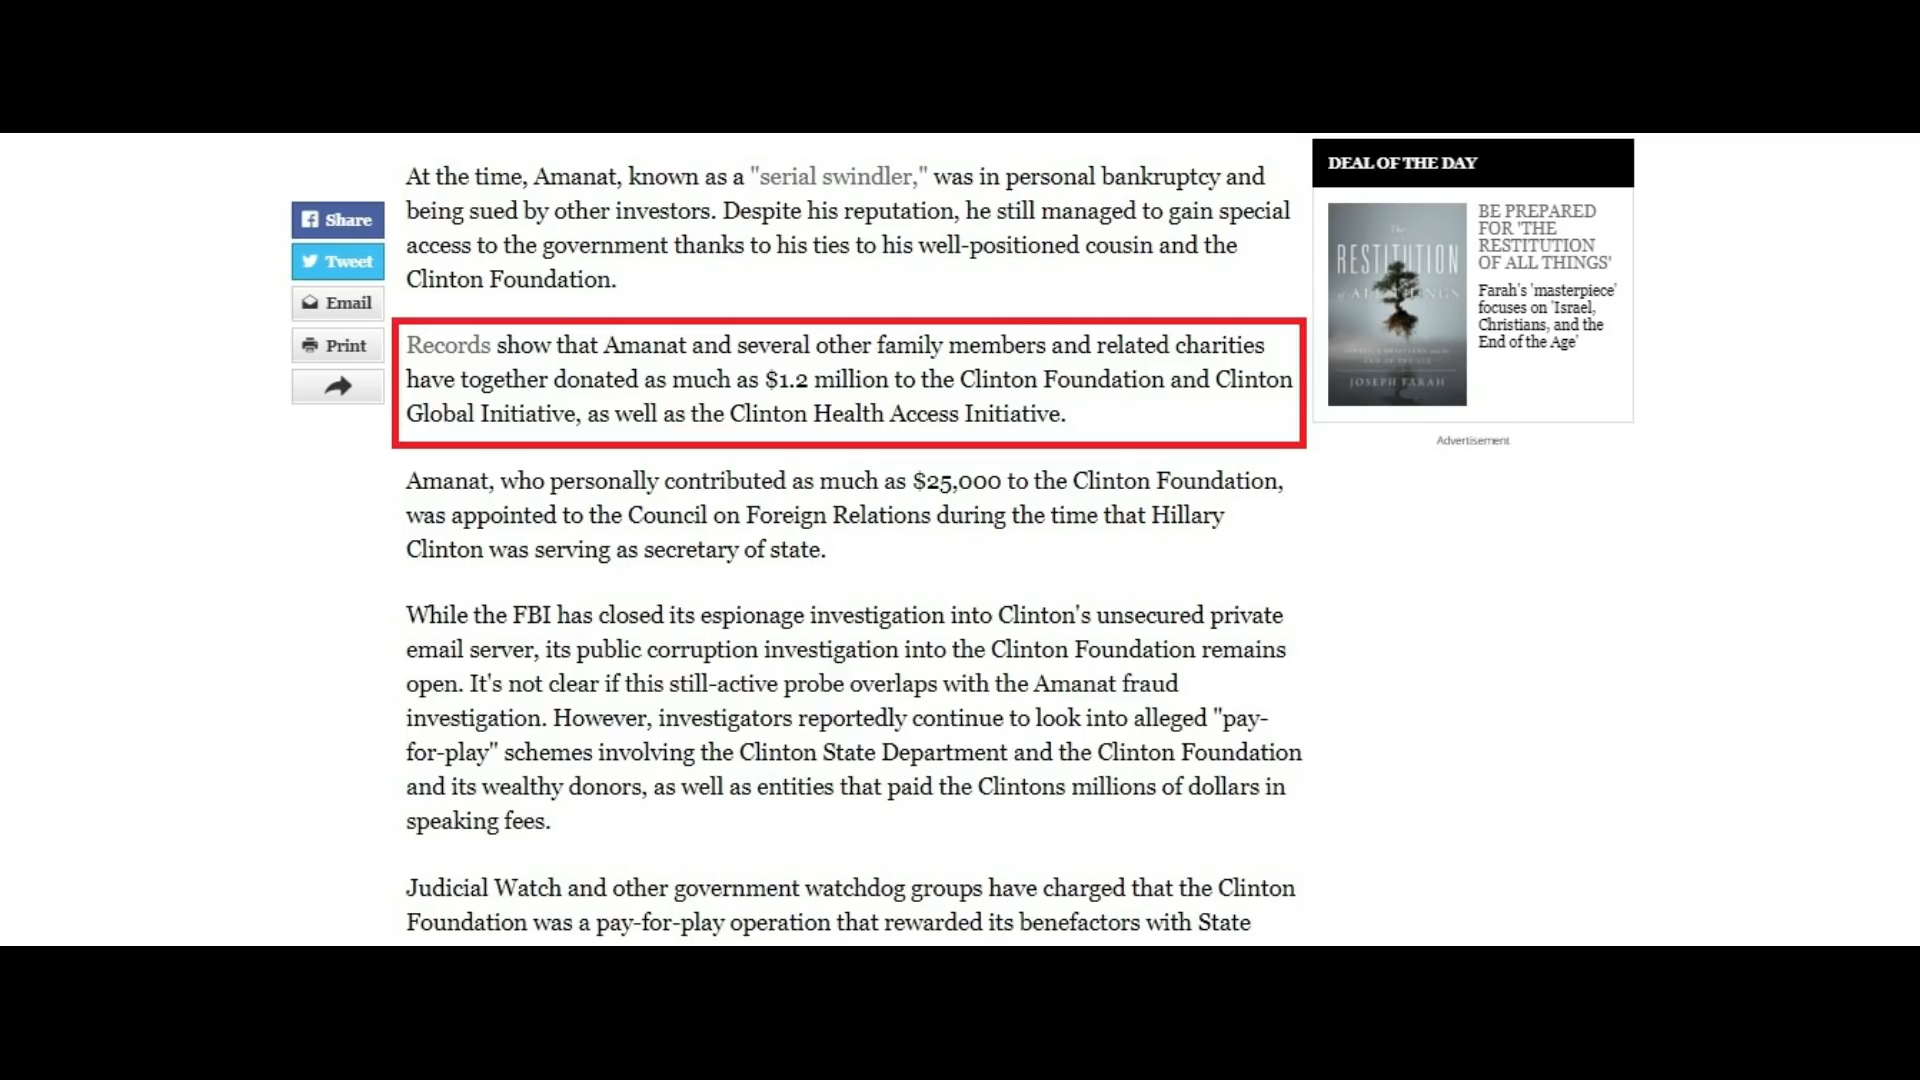 At the time, Amanat, known as a "serial swindler," was in personal bankruptcy and
being sued by other investors. Despite his reputation, he still managed to gain special
access to the government thanks to his ties to his well-positioned cousin and the
Clinton Foundation.
Share
Tweet
Email
Print
Records show that Amanat and several other family members and related charities
have together donated as much as $1.2 million to the Clinton Foundation and Clinton
Global Initiative, as well as the Clinton Health Access Initiative.
Amanat, who personally contributed as much as $25,000 to the Clinton Foundation,
was appointed to the Council on Foreign Relations during the time that Hillary
Clinton was serving as secretary of state.
While the FBI has closed its espionage investigation into Clinton's unsecured private
email server, its public corruption investigation into the Clinton Foundation remains
open. It's not clear if this still-active probe overlaps with the Amanat fraud
investigation. However, investigators reportedly continue to look into alleged "pay-
for-play" schemes involving the Clinton State Department and the Clinton Foundation
and its wealthy donors, as well as entities that paid the Clintons millions of dollars in
speaking fees.
Judicial Watch and other government watchdog groups have charged that the Clinton
Foundation was a pay-for-play operation that rewarded its benefactors with State
DEAL OF THE DAY
The
RESTITUTION
of ALL THINGS
JOSEPH FARAH
BE PREPARED
FOR 'THE
RESTITUTION
OF ALL THINGS'
Farah's 'masterpiece'
focuses on 'Israel,
Christians, and the
End of the Age'
Advertisement